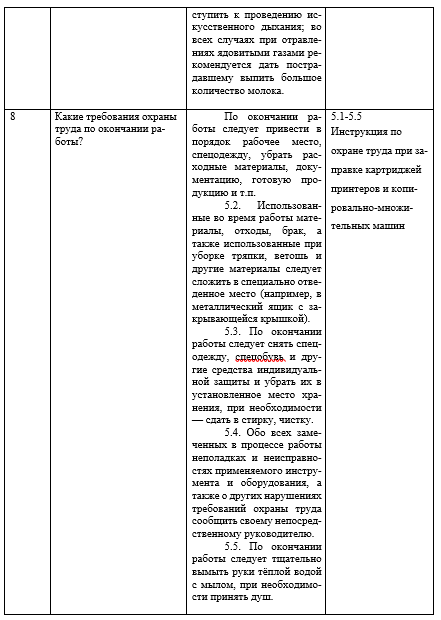 ступить к проведению ис-
кусственного дыхания; во
всех случаях при отравле-
ниях ядовитыми газами ре-
комендуется дать постра-
давшему выпить большое
количество молока.
8
Какие требования охраны
труда по окончании ра-
боты?
По окончании ра-
боты следует привести в
порядок рабочее место,
спецодежду, убрать рас-
ходные материалы, доку-
ментацию, готовую про-
дукцию и т.п.
5.2. Использован-
ные во время работы мате-
риалы, отходы, брак, а
также использованные при
уборке тряпки, ветошь и
другие материалы следует
сложить в специально отве-
денное место (например, в
металлический ящик с за-
крывающейся крышкой).
5.3. По окончании
работы следует снять спец-
одежду, спецобувь и дру-
гие средства индивидуаль-
ной защиты и убрать их в
установленное место хра-
нения, при необходимости
— сдать в стирку, чистку.
5.4. Обо всех заме-
ченных в процессе работы
неполадках и неисправно-
стях применяемого инстру-
мента и оборудования, а
также о других нарушениях
требований охраны труда
сообщить своему непосред-
ственному руководителю.
5.5. По окончании
работы следует тщательно
вымыть руки тёплой водой
с мылом, при необходимо-
сти принять душ.
5.1-5.5
Инструкция по
охране труда при за-
правке картриджей
принтеров и копи-
ровально-множи-
тельных машин